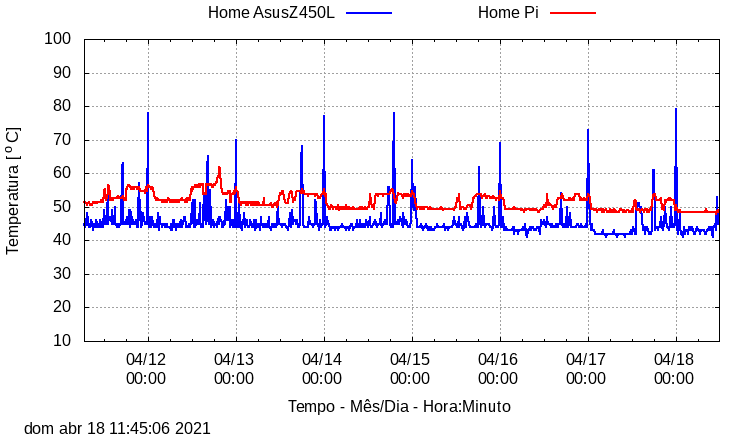 Home AsusZ450L
Home Pi
100
90
80
70
60
50
40
30
20
10
Temperatura [ º C]
04/12 04/13 04/14 04/15 04/16 04/17 04/18
00:00 00:00 00:00 00:00 00:00 00:00 00:00
Tempo - Mês/Dia - Hora:Minuto
dom abr 18 11:45:06 2021